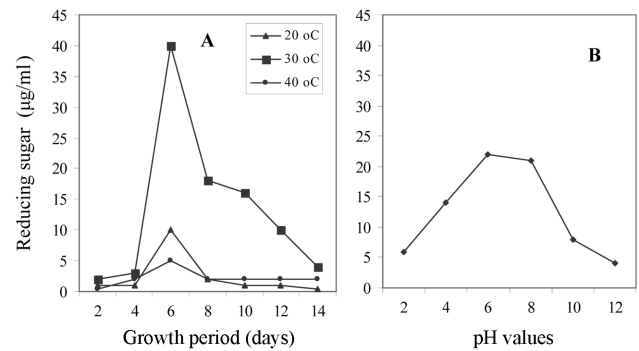 Reducing sugar (µg/ml)
45
40
35
30
25
20
15
10
5
0
A
20 oC
30 oC
40 oC
2 4 6 8 10 12 14
Growth period (days)
45
40
35
30
25
20
15
10
5
0
B
2 4 6 8 10 12
pH values